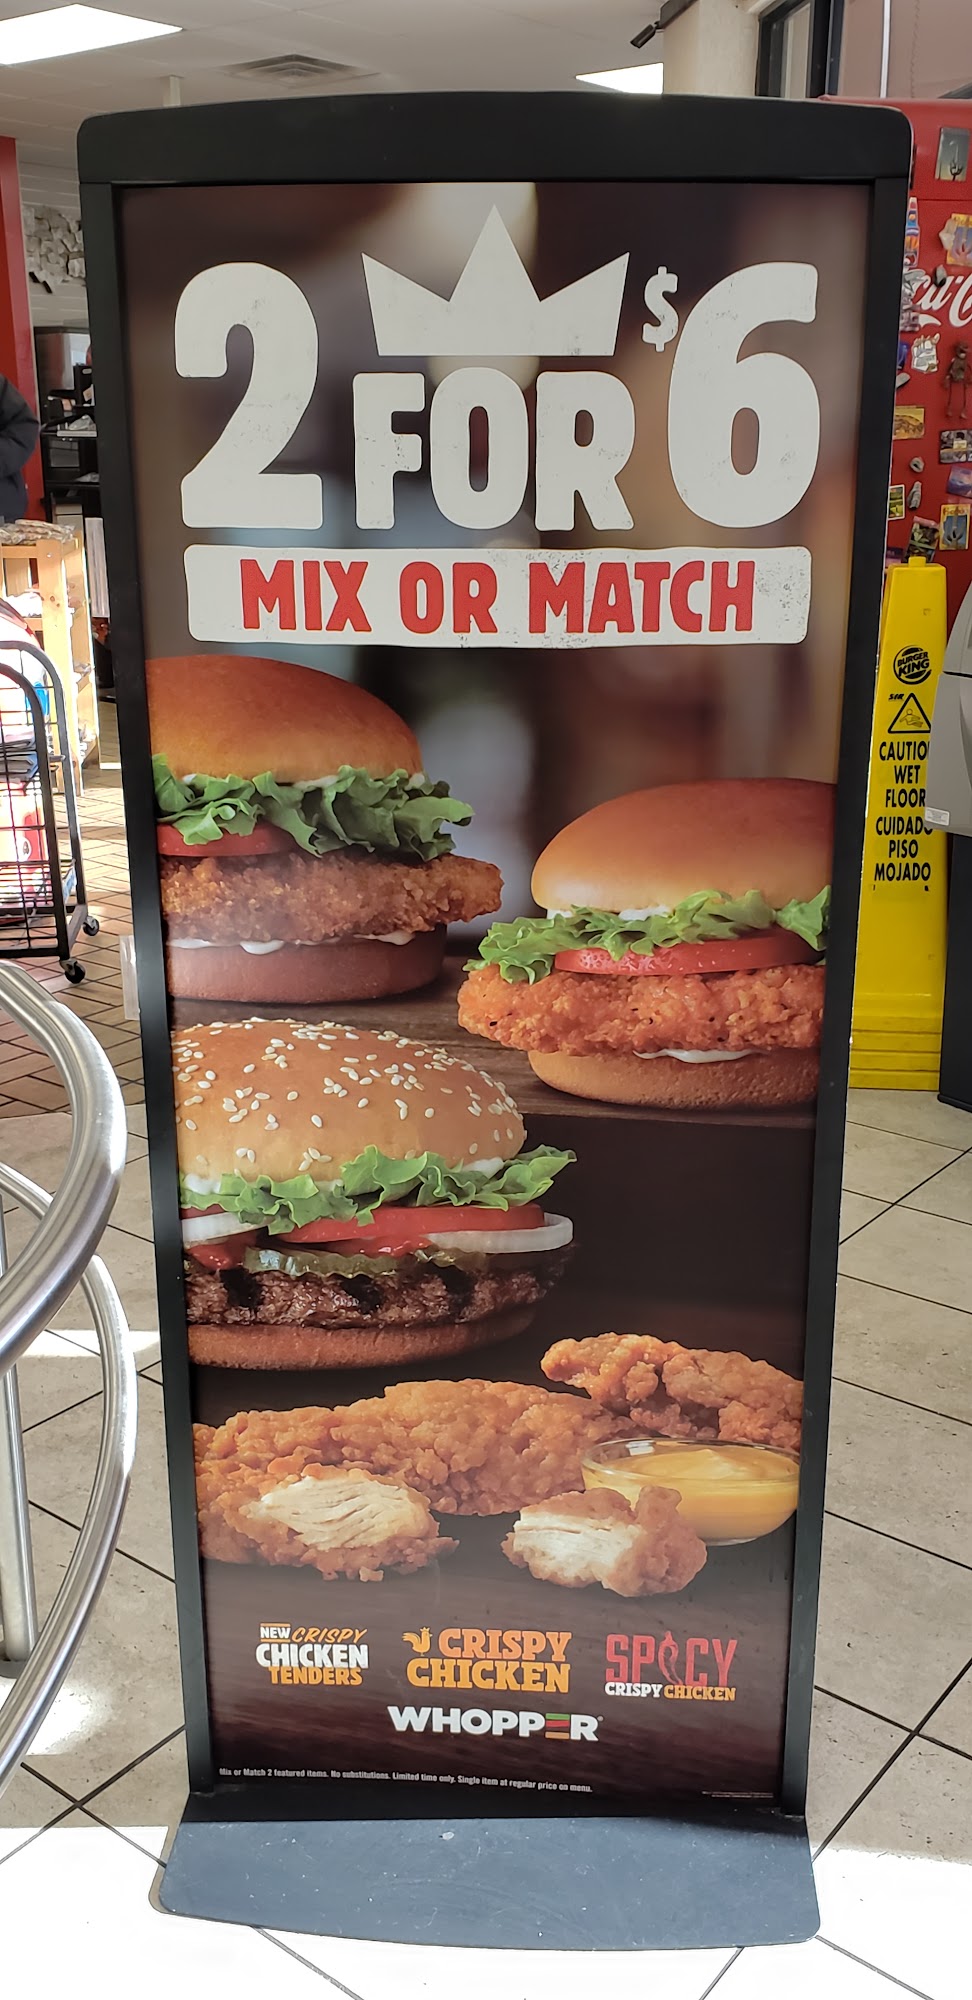 2 FOR $6
MIX OR MATCH
BURGER
KING
CAUTIO
WET
FLOOR
CUIDADO
PISO
MOJADO
NEW CRISPY
CHICKEN
TENDERS
CRISPY
CHICKEN
SPICY
CRISPY CHICKEN
WHOPPER®
Mix or Match 2 featured items. No substitutions. Limited time only. Single item at regular price on menu.